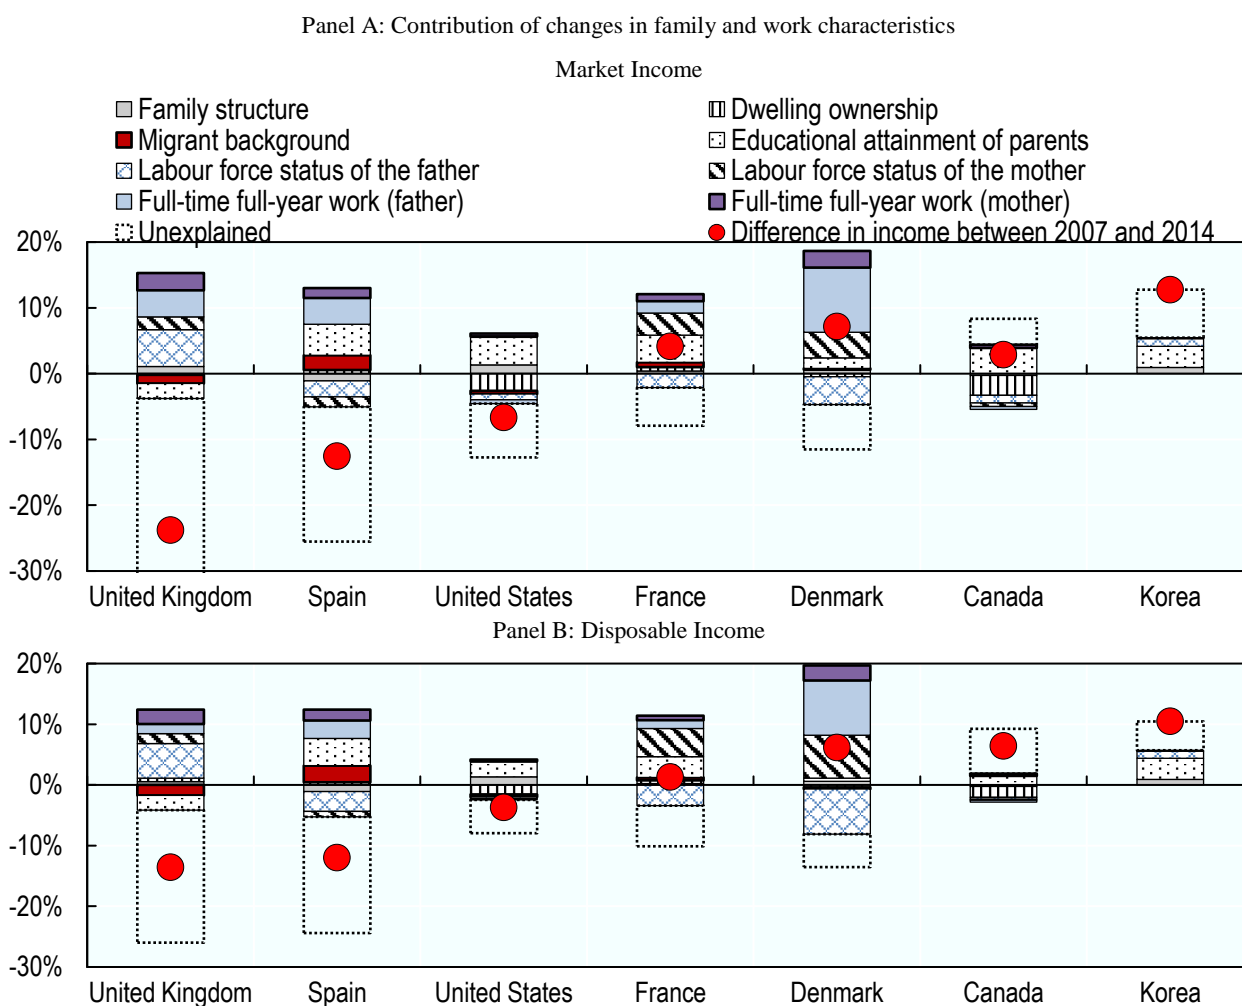 Panel A: Contribution of changes in family and work characteristics
Market Income
Family structure
Dwelling ownership
Migrant background
Educational attainment of parents
Labour force status of the father
Labour force status of the mother
Full-time full-year work (father)
Full-time full-year work (mother)
Unexplained
Difference in income between 2007 and 2014
20%
10%
0%
-10%
-20%
-30%
United Kingdom Spain United States France Denmark Canada Korea
Panel B: Disposable Income
20%
10%
0%
-10%
-20%
-30%
United Kingdom Spain United States France Denmark Canada Korea